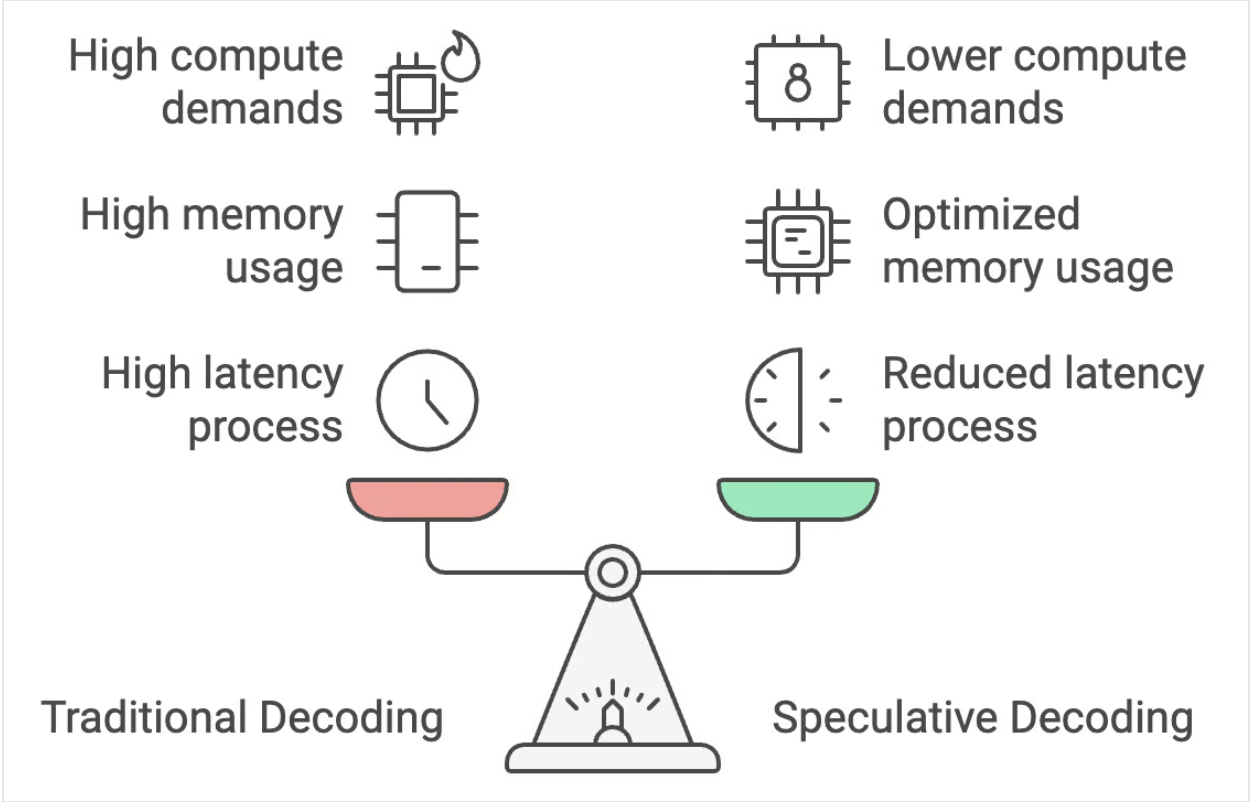 High compute
demands
Lower compute
demands
High memory
usage
Optimized
memory usage
High latency
process
Reduced latency
process
Traditional Decoding
Speculative Decoding